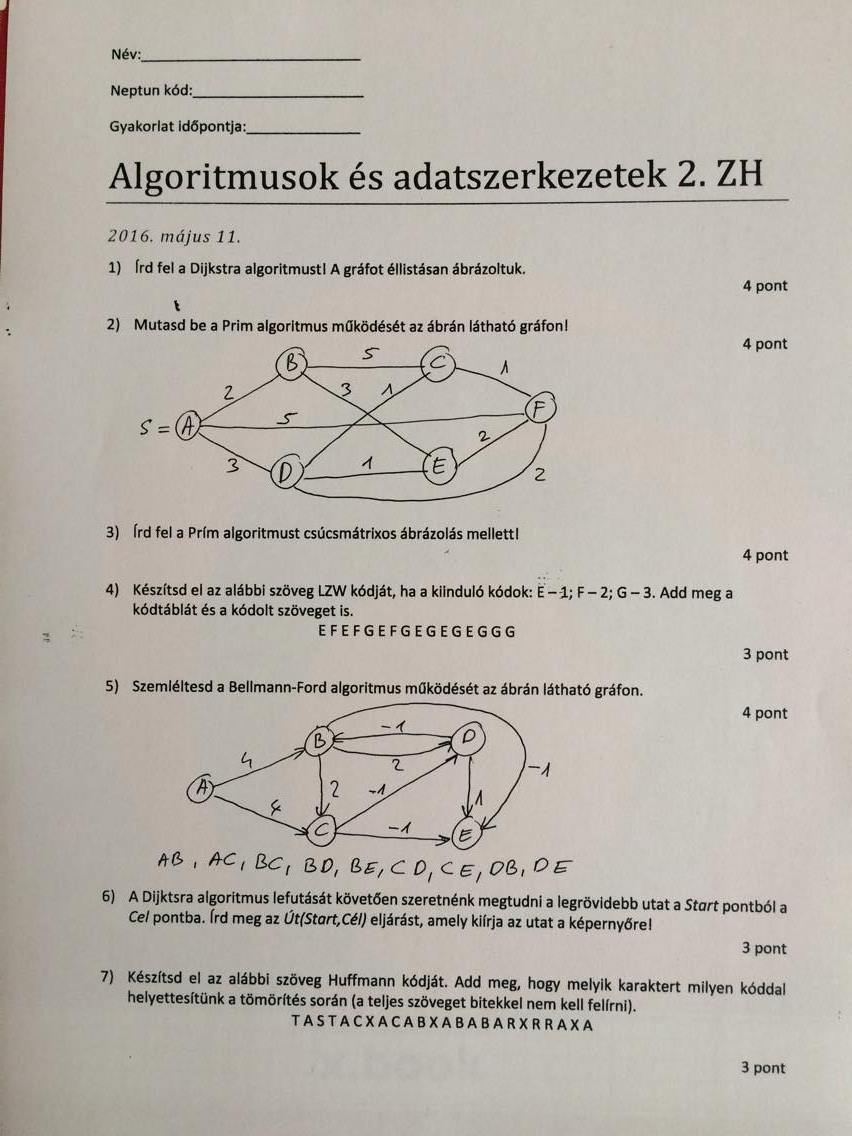 Név:
Neptun kód:
Gyakorlat időpontja:
Algoritmusok és adatszerkezetek 2. ZH
2016. május 11.
1) Írd fel a Dijkstra algoritmust! A gráfot éllistásan ábrázoltuk.
4 pont
2) Mutasd be a Prim algoritmus működését az ábrán látható gráfon!
4 pont
B 5 C 1
2 3 1
S = A 5 F
3 D 1 E 2 2
3) Írd fel a Prím algoritmust csúcsmátrixos ábrázolás mellett!
4 pont
4) Készítsd el az alábbi szöveg LZW kódját, ha a kiinduló kódok: E – 1; F – 2; G – 3. Add meg a
kódtáblát és a kódolt szöveget is.
E F E F G E F G E G E G E G G G
3 pont
5) Szemléltesd a Bellmann-Ford algoritmus működését az ábrán látható gráfon.
4 pont
B -1 D
4 2
A 2 -1 -1
4 1
C -1 E
AB, AC, BC, BD, BE, CD, CE, DB, DE
6) A Dijktsra algoritmus lefutását követően szeretnénk megtudni a legrövidebb utat a Start pontból a
Cel pontba. Írd meg az Út(Start,Cél) eljárást, amely kiírja az utat a képernyőre!
3 pont
7) Készítsd el az alábbi szöveg Huffmann kódját. Add meg, hogy melyik karaktert milyen kóddal
helyettesítünk a tömörítés során (a teljes szöveget bitekkel nem kell felírni).
T A S T A C X A C A B X A B A B A R X R R A X A
3 pont